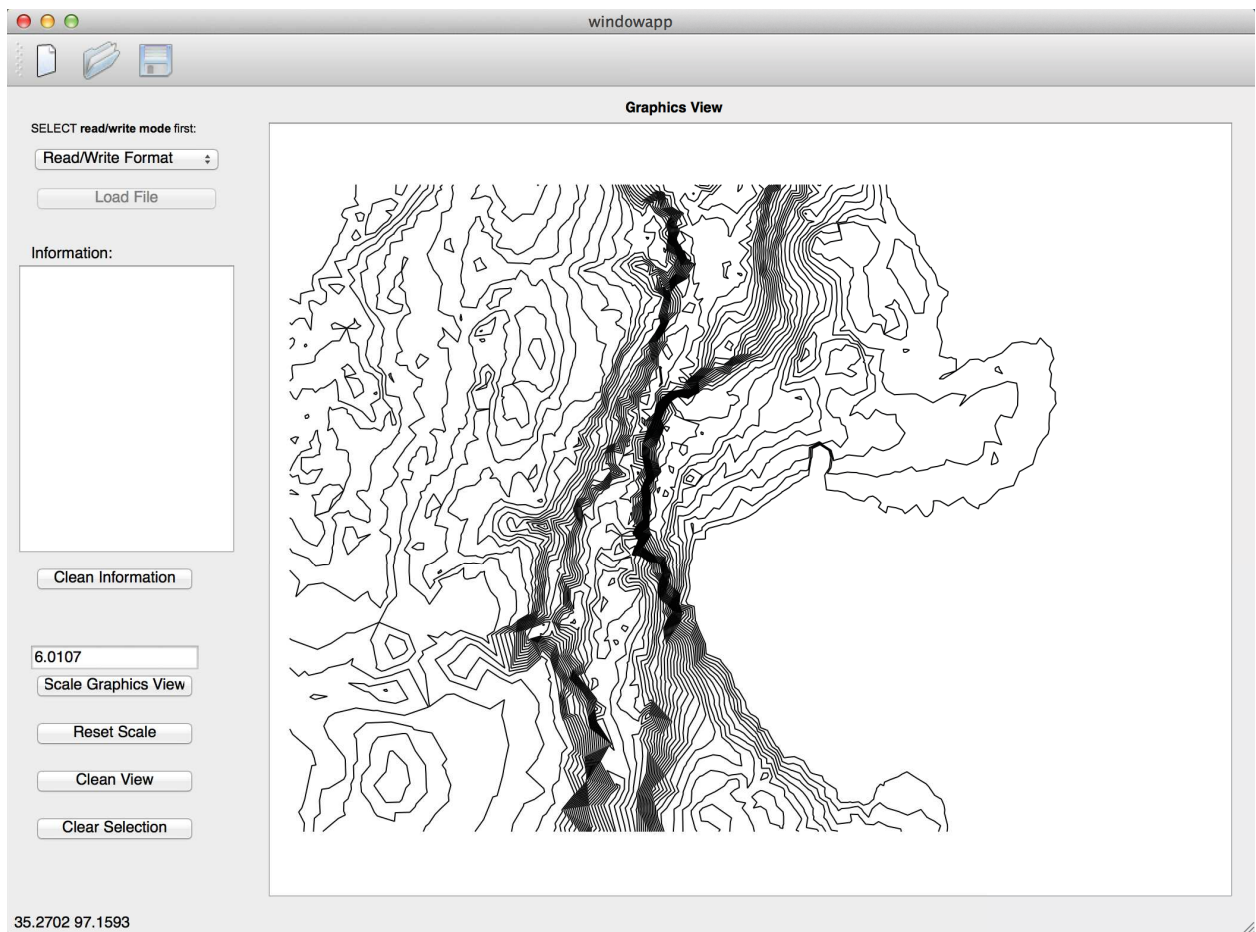 windowapp
Graphics View
SELECT read/write mode first:
Read/Write Format
Load File
Information:
Clean Information
6.0107
Scale Graphics View
Reset Scale
Clean View
Clear Selection
35.2702 97.1593